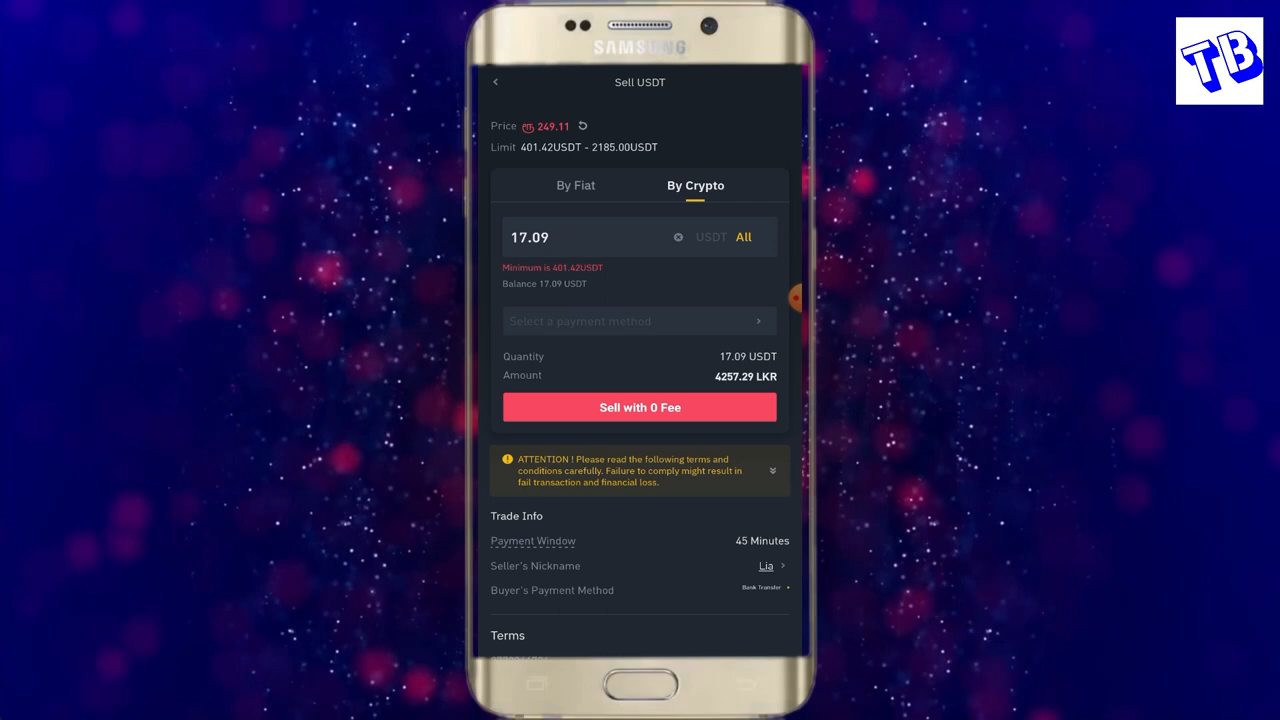 SAMSUNG
TB
Sell USDT
Price රු 249.11
Limit 401.42USDT - 2185.00USDT
By Fiat By Crypto
17.09 USDT All
Minimum is 401.42USDT
Balance 17.09 USDT
Select a payment method
Quantity 17.09 USDT
Amount 4257.29 LKR
Sell with 0 Fee
ATTENTION ! Please read the following terms and
conditions carefully. Failure to comply might result in
fail transaction and financial loss.
Trade Info
Payment Window 45 Minutes
Seller's Nickname Lia
Buyer's Payment Method Bank Transfer
Terms